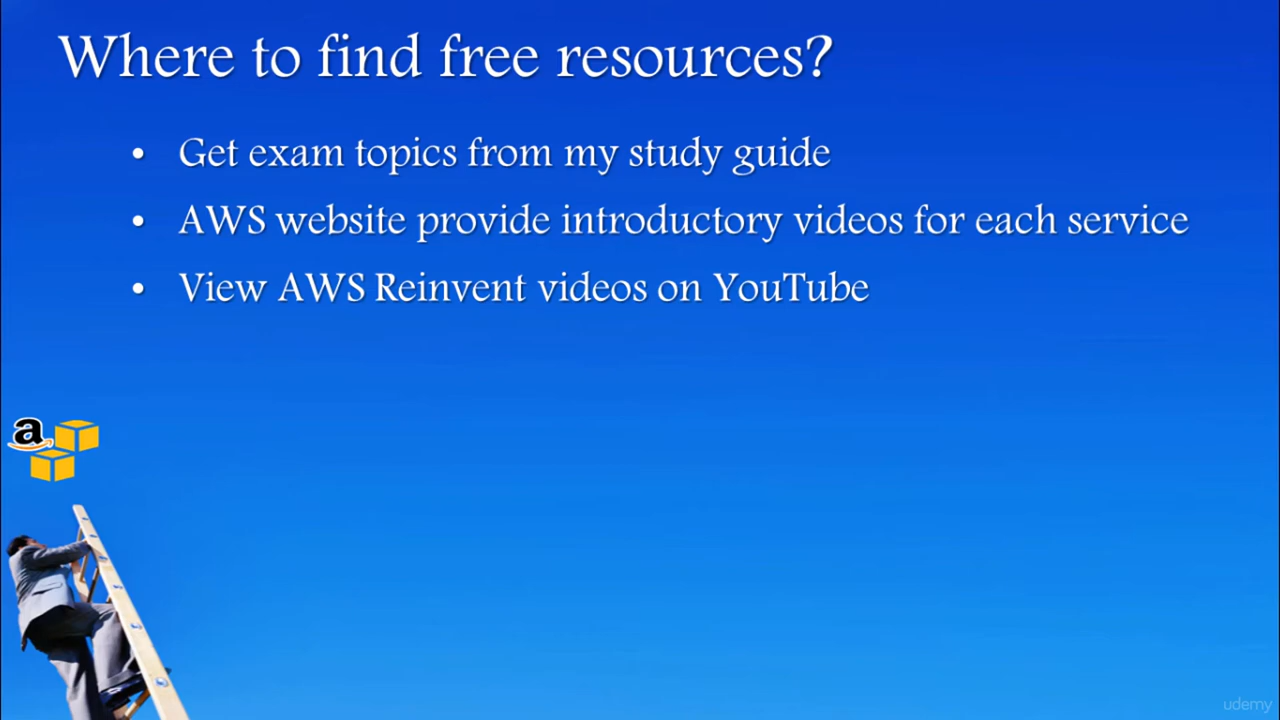 Where to find free resources?
• Get exam topics from my study guide
• AWS website provide introductory videos for each service
• View AWS Reinvent videos on YouTube
a
udemy